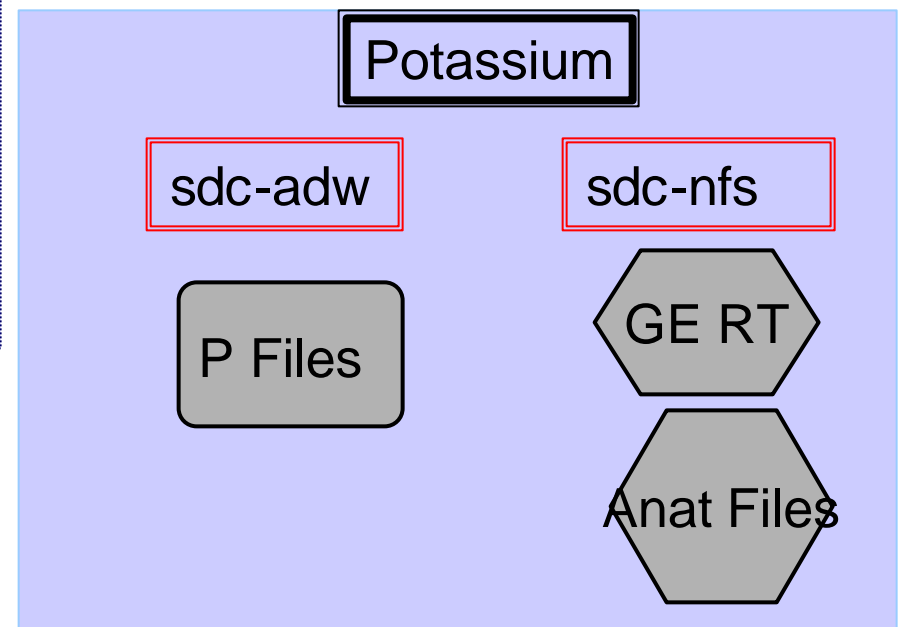 Potassium
sdc-adw
sdc-nfs
P Files
GE RT
Anat Files